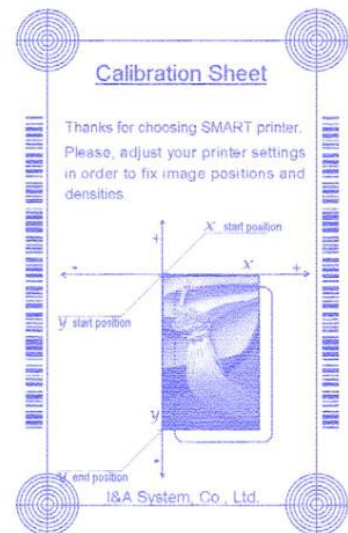 Calibration Sheet
Thanks for choosing SMART printer.
Please, adjust your printer settings
in order to fix image positions and
densitins
x start position
+
- x +
y start position
y
y end position
-
I&A System, Co., Ltd.